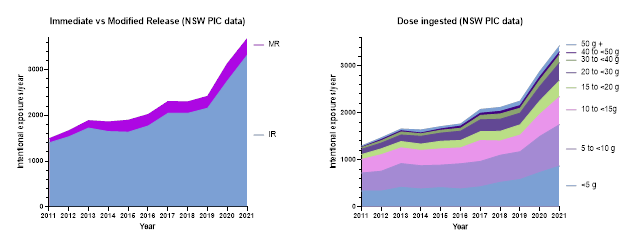 Immediate vs Modified Release (NSW PIC data)
Intentional exposures/year
3000
2000
1000
0
2011 2012 2013 2014 2015 2016 2017 2018 2019 2020 2021
Year
MR
IR
Dose ingested (NSW PIC data)
Intentional exposures/year
3000
2000
1000
0
2011 2012 2013 2014 2015 2016 2017 2018 2019 2020 2021
Year
50 g +
40 to <50 g
30 to <40 g
20 to <30 g
15 to <20 g
10 to <15g
5 to <10 g
<5 g